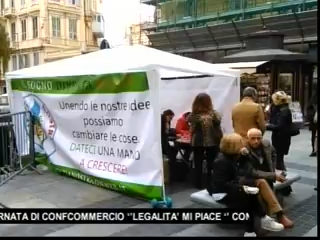 Unendo le nostre idee
possiamo
cambiare le cose
DATECI UNA MANO
A CRESCERE!
RNATA DI CONFCOMMERCIO "LEGALITA' MI PIACE " CON